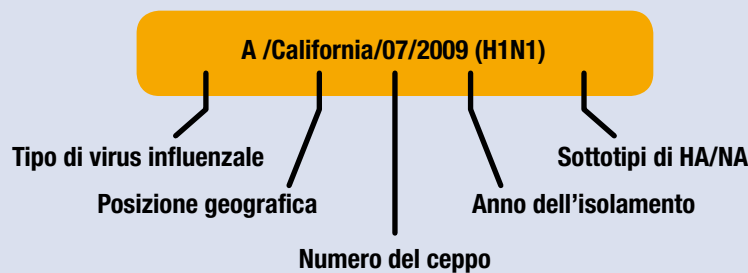 A /California/07/2009 (H1N1)
Tipo di virus influenzale
Sottotipi di HA/NA
Posizione geografica
Anno dell’isolamento
Numero del ceppo